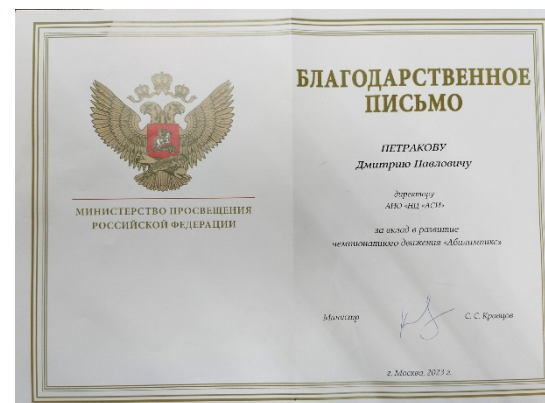 МИНИСТЕРСТВО ПРОСВЕЩЕНИЯ
РОССИЙСКОЙ ФЕДЕРАЦИИ
БЛАГОДАРСТВЕННОЕ
ПИСЬМО
ПЕТРАКОВУ
Дмитрию Павловичу
директору
АНО «НЦ «АСИ»
за вклад в развитие
чемпионатного движения «Абилимпикс»
Министр С. С. Кравцов
г. Москва, 2023 г.